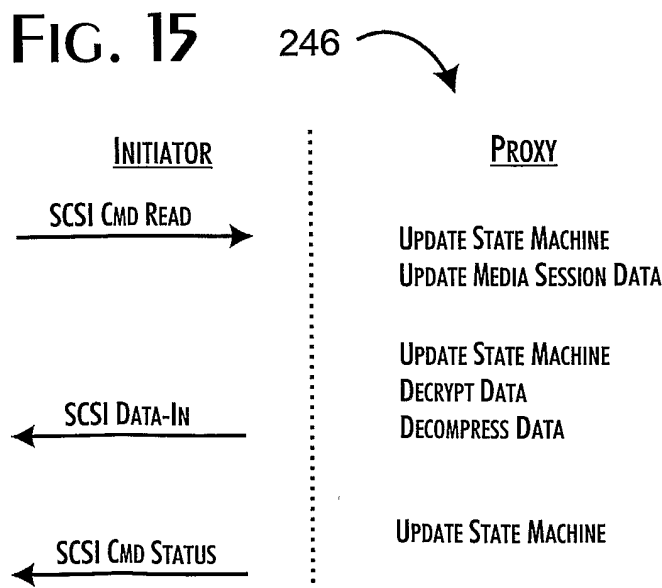 FIG. 15
246
INITIATOR
PROXY
SCSI CMD READ
UPDATE STATE MACHINE
UPDATE MEDIA SESSION DATA
UPDATE STATE MACHINE
DECRYPT DATA
SCSI DATA-IN
DECOMPRESS DATA
UPDATE STATE MACHINE
SCSI CMD STATUS